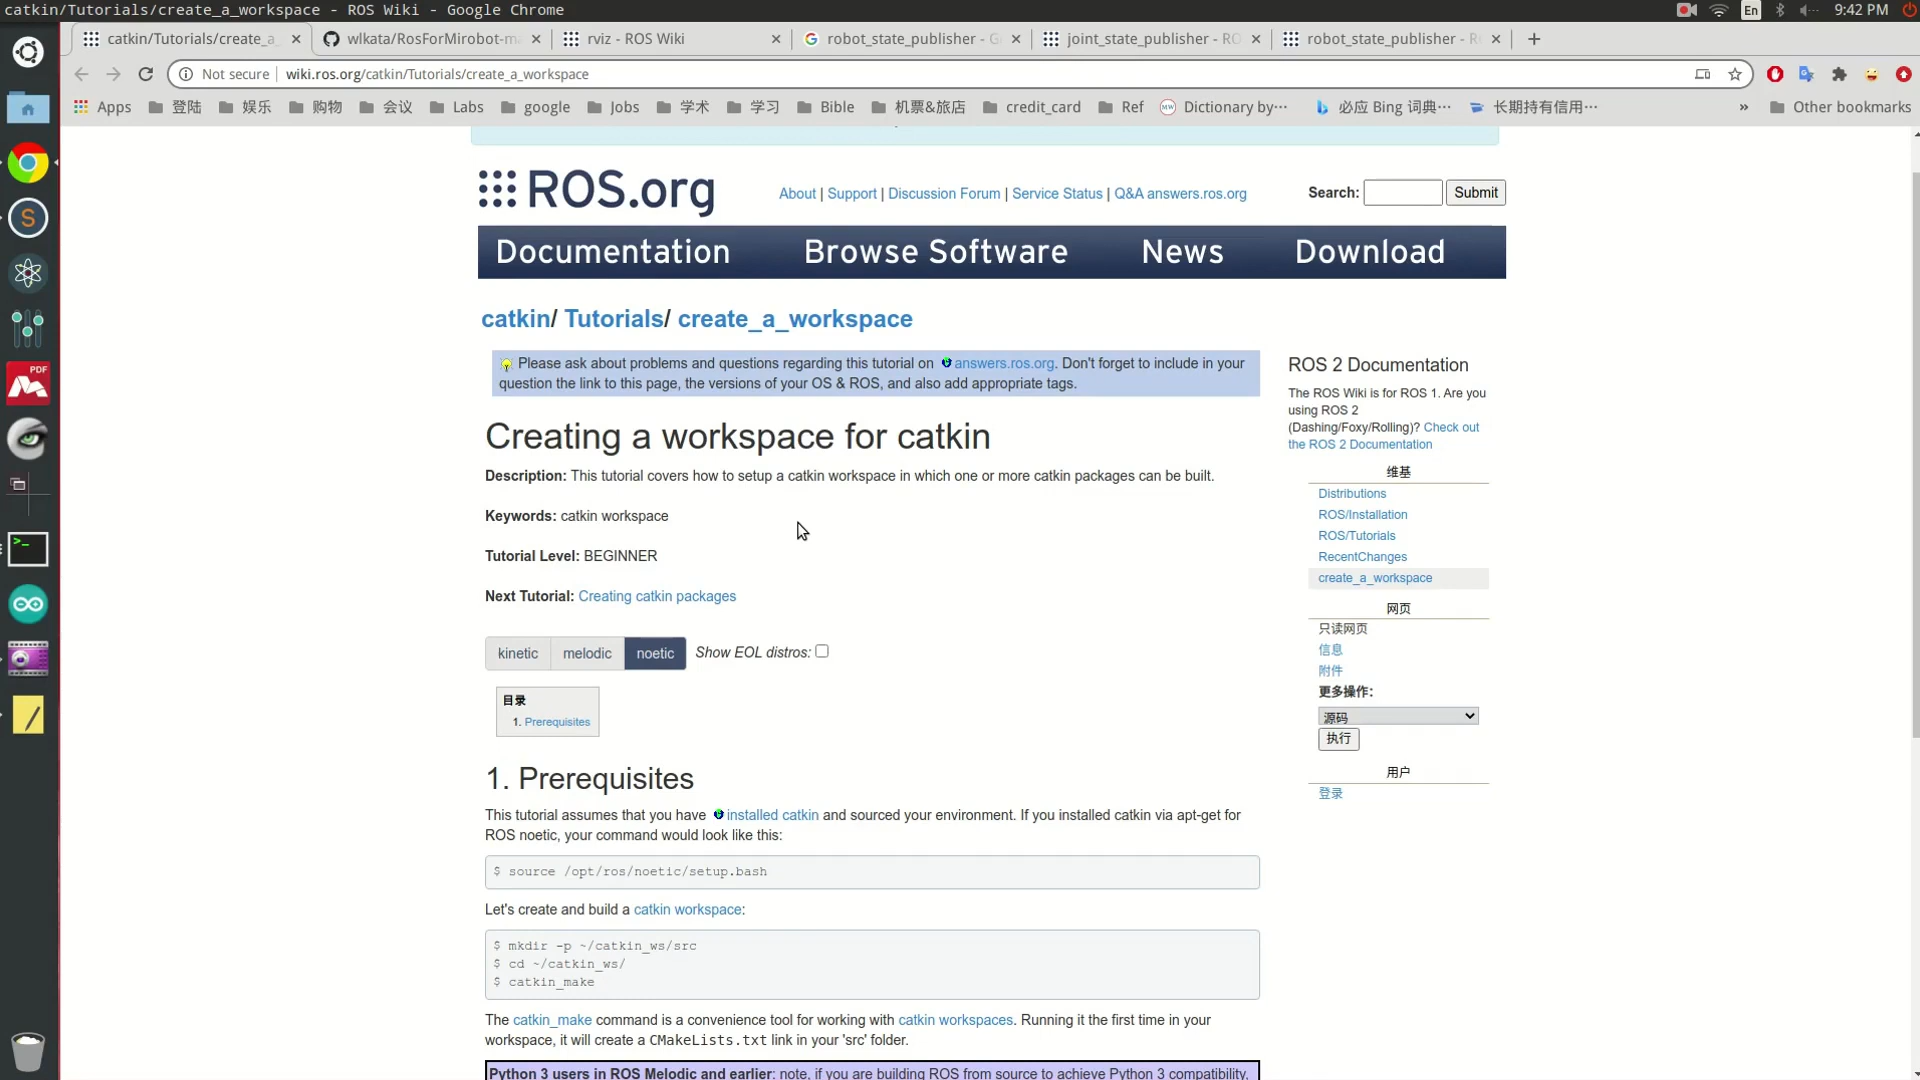 catkin/Tutorials/create_a_workspace - ROS Wiki - Google Chrome
En
9:42 PM
catkin/Tutorials/create_a
wlkata/RosForMirobot-ma
rviz - ROS Wiki
robot_state_publisher - G
joint_state_publisher - RO
robot_state_publisher - R
Not secure
wiki.ros.org/catkin/Tutorials/create_a_workspace
Apps
登陆
娱乐
购物
会议
Labs
google
Jobs
学术
学习
Bible
机票&旅店
credit_card
Ref
Dictionary by…
必应 Bing 词典…
长期持有信用…
»
Other bookmarks
ROS.org
About | Support | Discussion Forum | Service Status | Q&A answers.ros.org
Search:
Submit
Documentation
Browse Software
News
Download
catkin/ Tutorials/ create_a_workspace
Please ask about problems and questions regarding this tutorial on answers.ros.org. Don't forget to include in your
question the link to this page, the versions of your OS & ROS, and also add appropriate tags.
Creating a workspace for catkin
Description: This tutorial covers how to setup a catkin workspace in which one or more catkin packages can be built.
Keywords: catkin workspace
Tutorial Level: BEGINNER
Next Tutorial: Creating catkin packages
kinetic
melodic
noetic
Show EOL distros:
目录
1. Prerequisites
1. Prerequisites
This tutorial assumes that you have installed catkin and sourced your environment. If you installed catkin via apt-get for
ROS noetic, your command would look like this:
$ source /opt/ros/noetic/setup.bash
Let's create and build a catkin workspace:
$ mkdir -p ~/catkin_ws/src
$ cd ~/catkin_ws/
$ catkin_make
The catkin_make command is a convenience tool for working with catkin workspaces. Running it the first time in your
workspace, it will create a CMakeLists.txt link in your 'src' folder.
Python 3 users in ROS Melodic and earlier: note, if you are building ROS from source to achieve Python 3 compatibility,
ROS 2 Documentation
The ROS Wiki is for ROS 1. Are you
using ROS 2
(Dashing/Foxy/Rolling)? Check out
the ROS 2 Documentation
维基
Distributions
ROS/Installation
ROS/Tutorials
RecentChanges
create_a_workspace
网页
只读网页
信息
附件
更多操作:
源码
执行
用户
登录
PDF